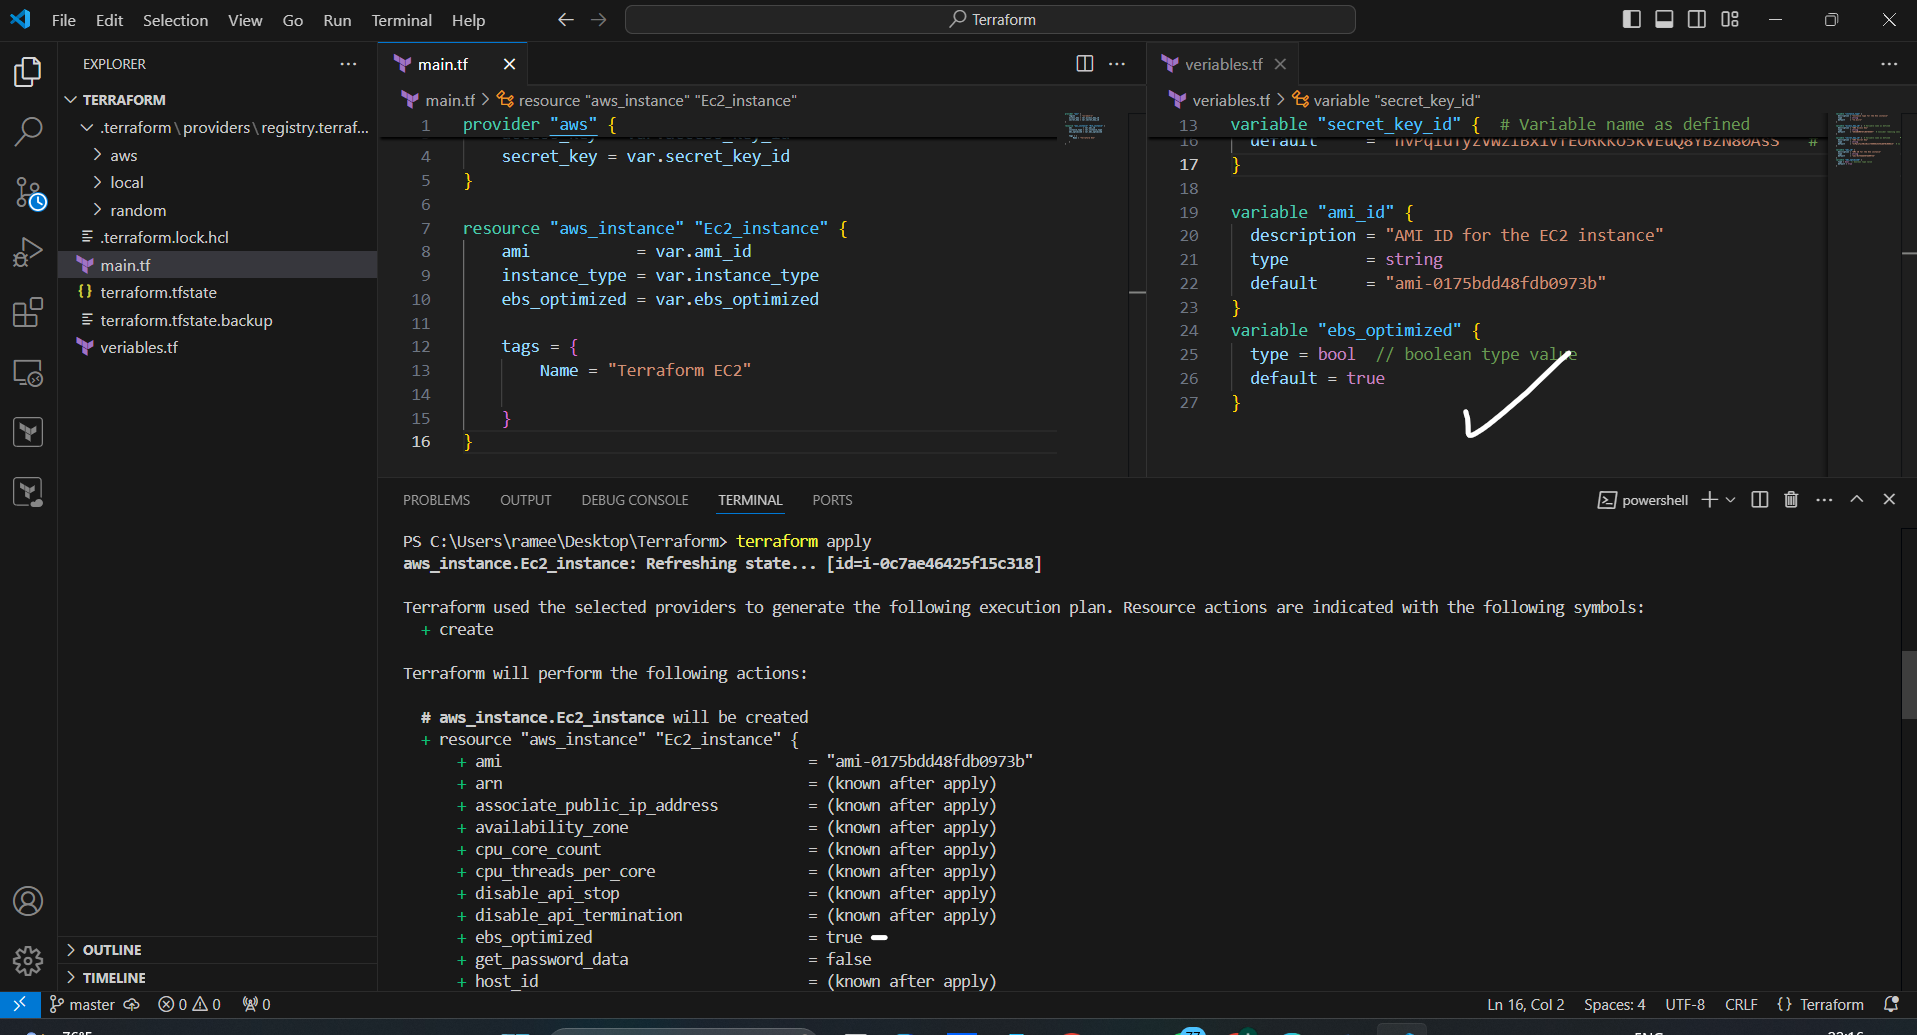 File Edit Selection View Go Run Terminal Help
Terraform
EXPLORER
TERRAFORM
.terraform\providers\registry.terraf...
aws
local
random
.terraform.lock.hcl
main.tf
terraform.tfstate
terraform.tfstate.backup
veriables.tf
OUTLINE
TIMELINE
main.tf
main.tf > resource "aws_instance" "Ec2_instance"
1 provider "aws" {
4 secret_key = var.secret_key_id
5 }
6
7 resource "aws_instance" "Ec2_instance" {
8 ami = var.ami_id
9 instance_type = var.instance_type
10 ebs_optimized = var.ebs_optimized
11
12 tags = {
13 Name = "Terraform EC2"
14
15 }
16 }
veriables.tf
veriables.tf > variable "secret_key_id"
13 variable "secret_key_id" { # Variable name as defined
16 default = #
17 }
18
19 variable "ami_id" {
20 description = "AMI ID for the EC2 instance"
21 type = string
22 default = "ami-0175bdd48fdb0973b"
23 }
24 variable "ebs_optimized" {
25 type = bool // boolean type value
26 default = true
27 }
PROBLEMS OUTPUT DEBUG CONSOLE TERMINAL PORTS
powershell
PS C:\Users\ramee\Desktop\Terraform> terraform apply
aws_instance.Ec2_instance: Refreshing state... [id=i-0c7ae46425f15c318]
Terraform used the selected providers to generate the following execution plan. Resource actions are indicated with the following symbols:
+ create
Terraform will perform the following actions:
# aws_instance.Ec2_instance will be created
+ resource "aws_instance" "Ec2_instance" {
+ ami = "ami-0175bdd48fdb0973b"
+ arn = (known after apply)
+ associate_public_ip_address = (known after apply)
+ availability_zone = (known after apply)
+ cpu_core_count = (known after apply)
+ cpu_threads_per_core = (known after apply)
+ disable_api_stop = (known after apply)
+ disable_api_termination = (known after apply)
+ ebs_optimized = true
+ get_password_data = false
+ host_id = (known after apply)
master 0 0 0
Ln 16, Col 2 Spaces: 4 UTF-8 CRLF {} Terraform